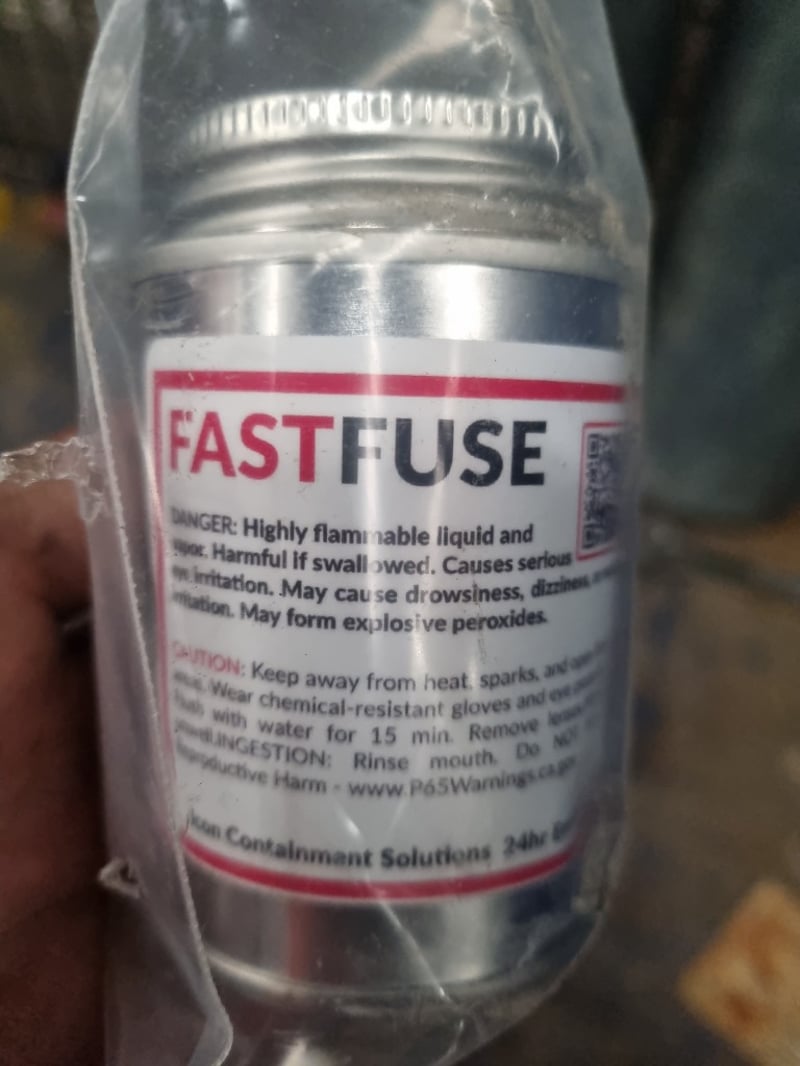 FASTFUSE
DANGER: Highly flammable liquid and
vapor. Harmful if swallowed. Causes serious
eye irritation. May cause drowsiness, dizziness,
irritation. May form explosive peroxides.
CAUTION: Keep away from heat, sparks, and open
Wear chemical-resistant gloves and eye
flush with water for 15 min. Remove
INGESTION: Rinse mouth. Do NOT
Reproductive Harm - www.P65Warnings.ca.gov
Containment Solutions 24hr